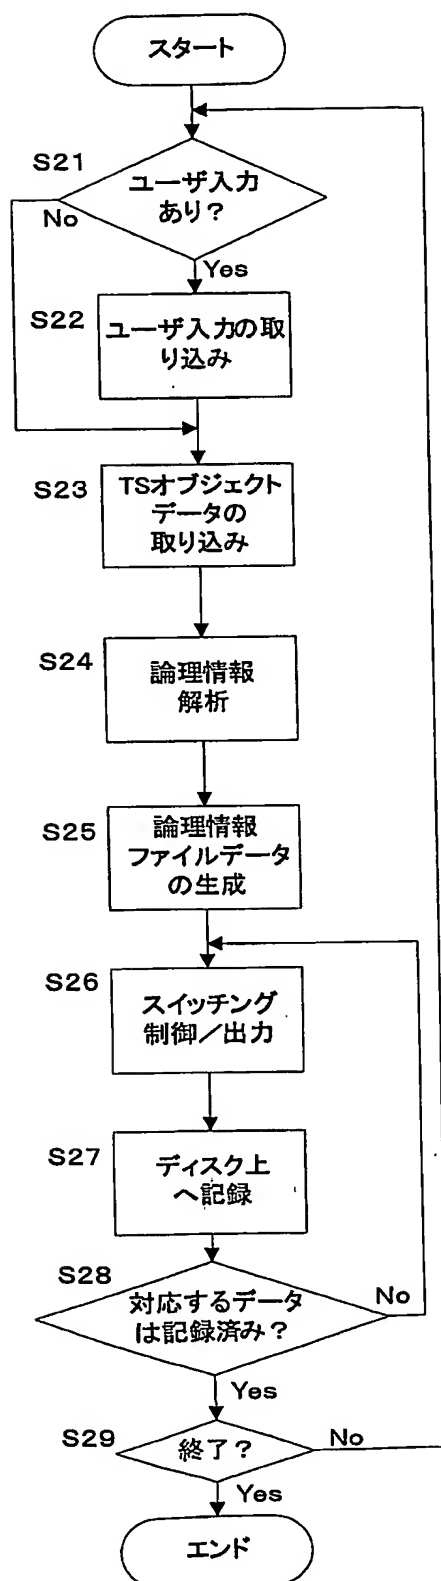 スタート
S21
ユーザ入力
あり？
No
Yes
S22
ユーザ入力の取
り込み
S23
TSオブジェクト
データの
取り込み
S24
論理情報
解析
S25
論理情報
ファイルデータ
の生成
S26
スイッチング
制御／出力
S27
ディスク上
へ記録
S28
対応するデータ
は記録済み？
No
Yes
S29
終了？
No
Yes
エンド